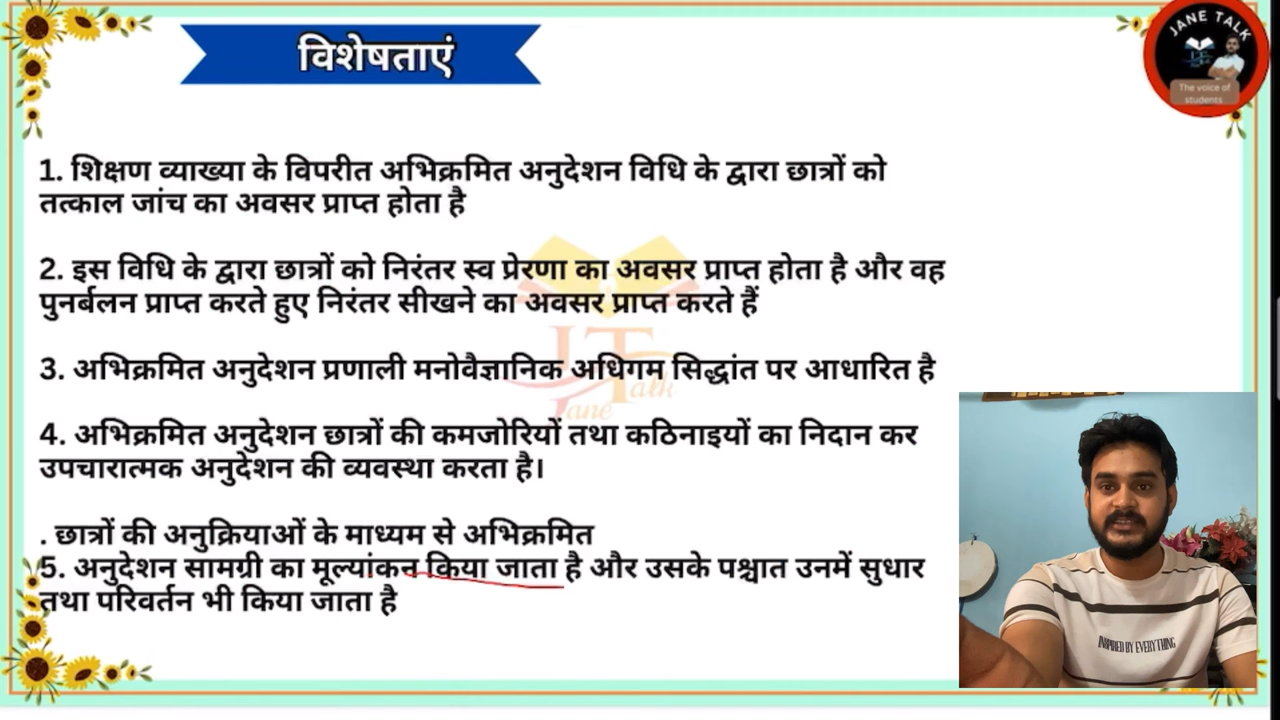 विशेषताएं
JANE TALK
The voice of
students
1. शिक्षण व्याख्या के विपरीत अभिक्रमित अनुदेशन विधि के द्वारा छात्रों को
तत्काल जांच का अवसर प्राप्त होता है
2. इस विधि के द्वारा छात्रों को निरंतर स्व प्रेरणा का अवसर प्राप्त होता है और वह
पुनर्बलन प्राप्त करते हुए निरंतर सीखने का अवसर प्राप्त करते हैं
3. अभिक्रमित अनुदेशन प्रणाली मनोवैज्ञानिक अधिगम सिद्धांत पर आधारित है
4. अभिक्रमित अनुदेशन छात्रों की कमजोरियों तथा कठिनाइयों का निदान कर
उपचारात्मक अनुदेशन की व्यवस्था करता है।
. छात्रों की अनुक्रियाओं के माध्यम से अभिक्रमित
5. अनुदेशन सामग्री का मूल्यांकन किया जाता है और उसके पश्चात उनमें सुधार
तथा परिवर्तन भी किया जाता है
JT
Jane Talk
INSPIRED BY EVERYTHING